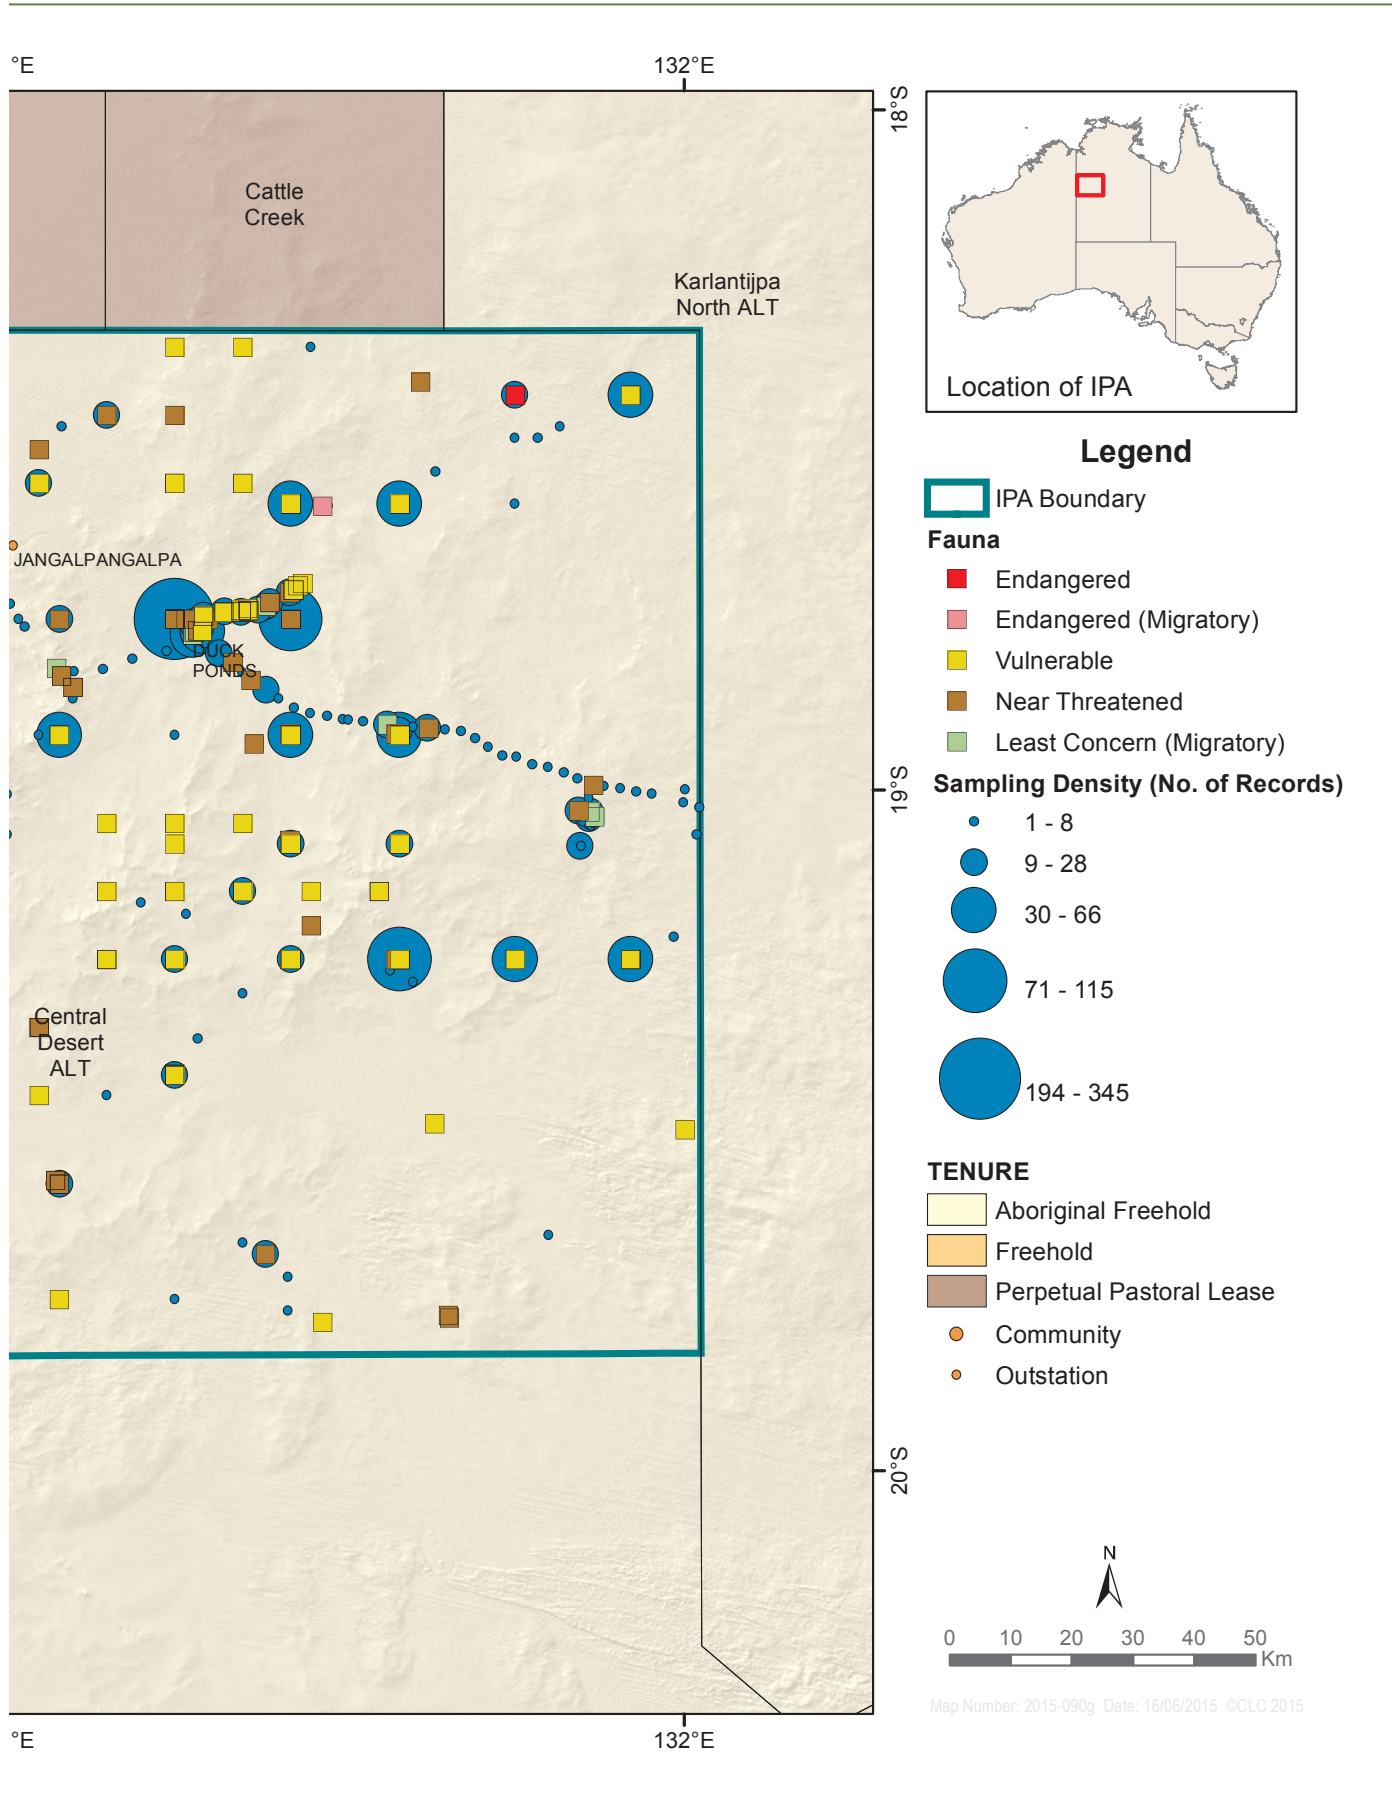 °E
132°E
18°S
Cattle
Creek
Karlantijpa
North ALT
Location of IPA
Legend
IPA Boundary
Fauna
Endangered
JANGALPANGALPA
Endangered (Migratory)
Vulnerable
DUCK
PONDS
Near Threatened
Least Concern (Migratory)
19°S
Sampling Density (No. of Records)
1 - 8
9 - 28
30 - 66
71 - 115
Central
Desert
ALT
194 - 345
TENURE
Aboriginal Freehold
Freehold
Perpetual Pastoral Lease
Community
Outstation
20°S
N
0 10 20 30 40 50
Km
Map Number: 2015-090g Date: 16/06/2015 ©CLC 2015
°E
132°E